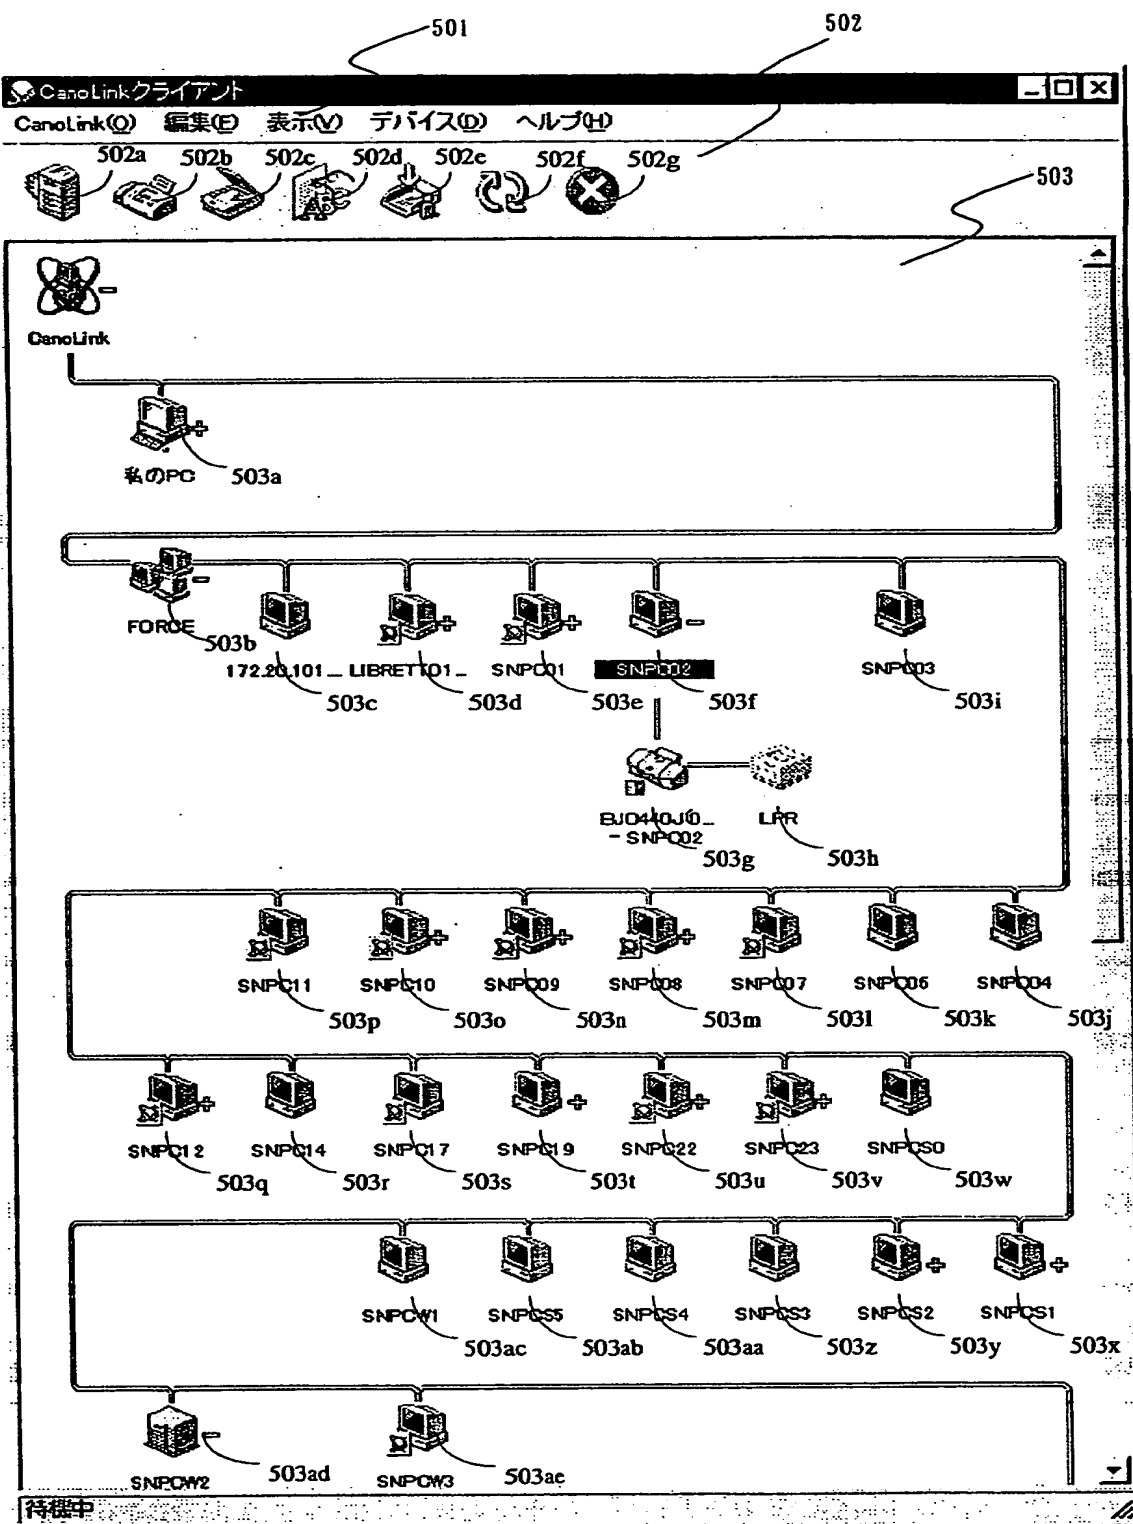 501
502
CanoLinkクライアント
CanoLink(O) 編集(E) 表示(V) デバイス(D) ヘルプ(H)
502a 502b 502c 502d 502e 502f 502g
503
CanoLink
私のPC 503a
FORCE 503b
172.20.101... LIBRETTO1... SNPC01 SNPC02 SNPC03
503c 503d 503e 503f 503i
LPR
- SNPC02
503g 503h
SNPC11 SNPC10 SNPC09 SNPC08 SNPC07 SNPC04
503p 503o 503n 503m 503l 503k 503j
SNPC12 SNPC14 SNPC17 SNPC19 SNPC22 SNPC23 SNPCS0
503q 503r 503s 503t 503u 503v 503w
SNPCW1 SNPCS5 SNPCS4 SNPCS3 SNPCS2 SNPCS1
503ac 503ab 503aa 503z 503y 503x
SNPCW2 503ad SNPCW3 503ae
待機中